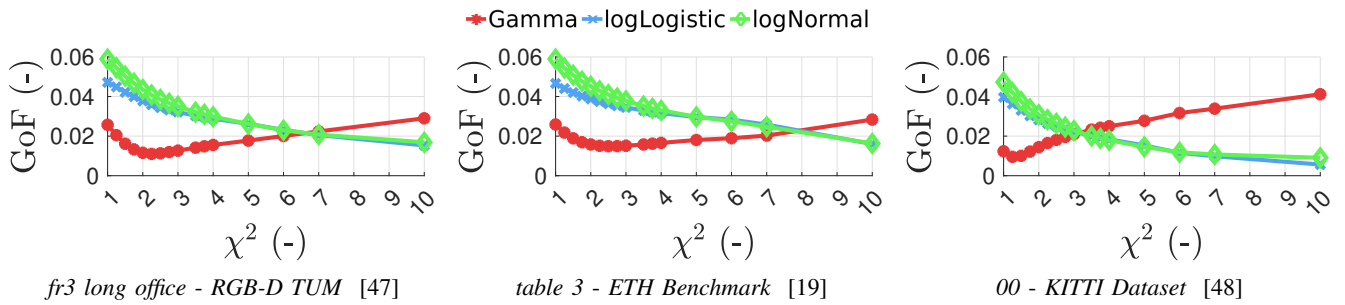 Gamma logLogistic logNormal
GoF (-)
0.06
0.04
0.02
0
1 2 3 4 5 6 7 8 9 10
χ² (-)
fr3 long office - RGB-D TUM [47]
GoF (-)
0.06
0.04
0.02
0
1 2 3 4 5 6 7 8 9 10
χ² (-)
table 3 - ETH Benchmark [19]
GoF (-)
0.06
0.04
0.02
0
1 2 3 4 5 6 7 8 9 10
χ² (-)
00 - KITTI Dataset [48]